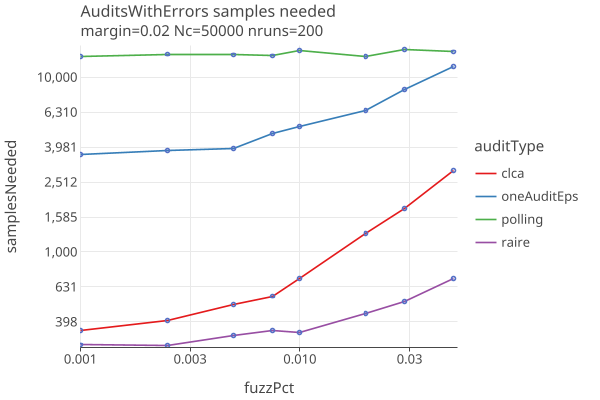 AuditsWithErrors samples needed
margin=0.02 Nc=50000 nruns=200
10,000
6,310
3,981
2,512
1,585
1,000
631
398
samplesNeeded
0.001
0.003
0.010
0.03
fuzzPct
auditType
clca
oneAuditEps
polling
raire